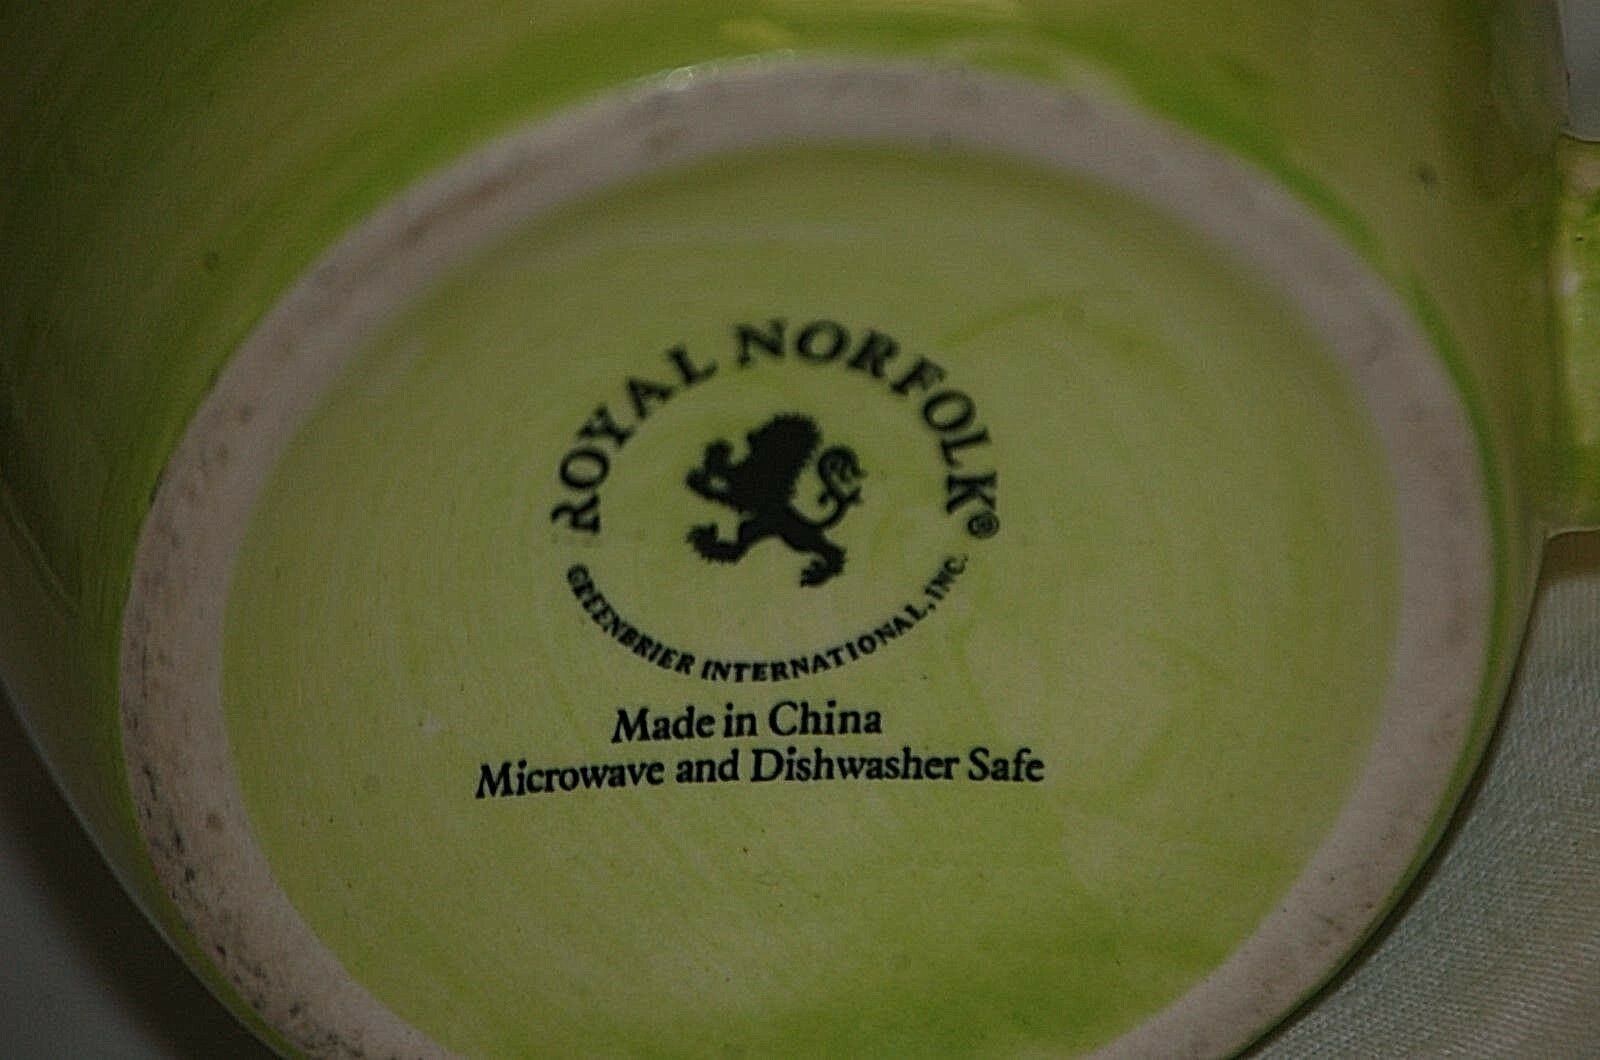 ROYAL NORFOLK®
GREENBRIER INTERNATIONAL, INC.
Made in China
Microwave and Dishwasher Safe